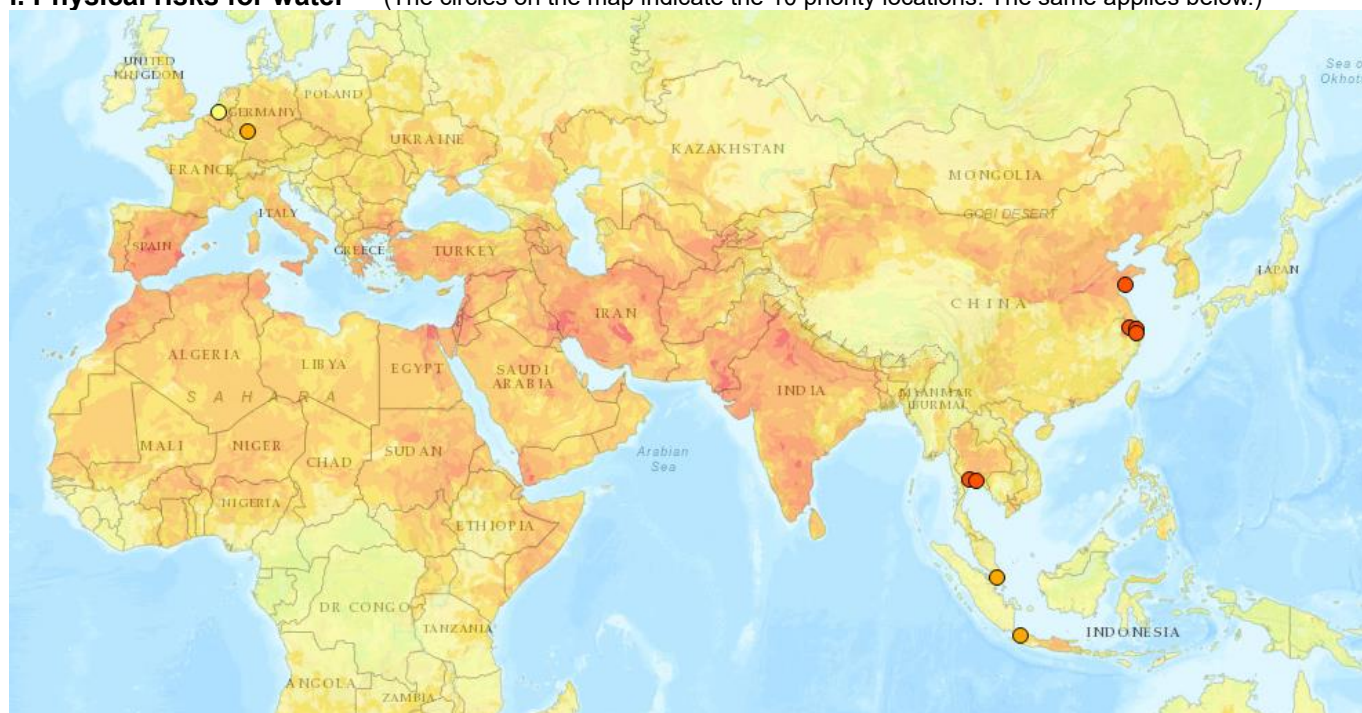 i. Physical risks for water (The circles on the map indicate the 10 priority locations. The same applies below.)
UNITED
KINGDOM
POLAND
GERMANY
UKRAINE
FRANCE
KAZAKHSTAN
MONGOLIA
GOBI DESERT
ITALY
SPAIN
GREECE
TURKEY
JAPAN
CHINA
IRAN
ALGERIA
LIBYA
EGYPT
SAUDI
ARABIA
INDIA
SAHARA
MYANMAR
(BURMA)
MALI
NIGER
CHAD
SUDAN
Arabian
Sea
NIGERIA
ETHIOPIA
DR CONGO
TANZANIA
INDONESIA
ANGOLA
ZAMBIA